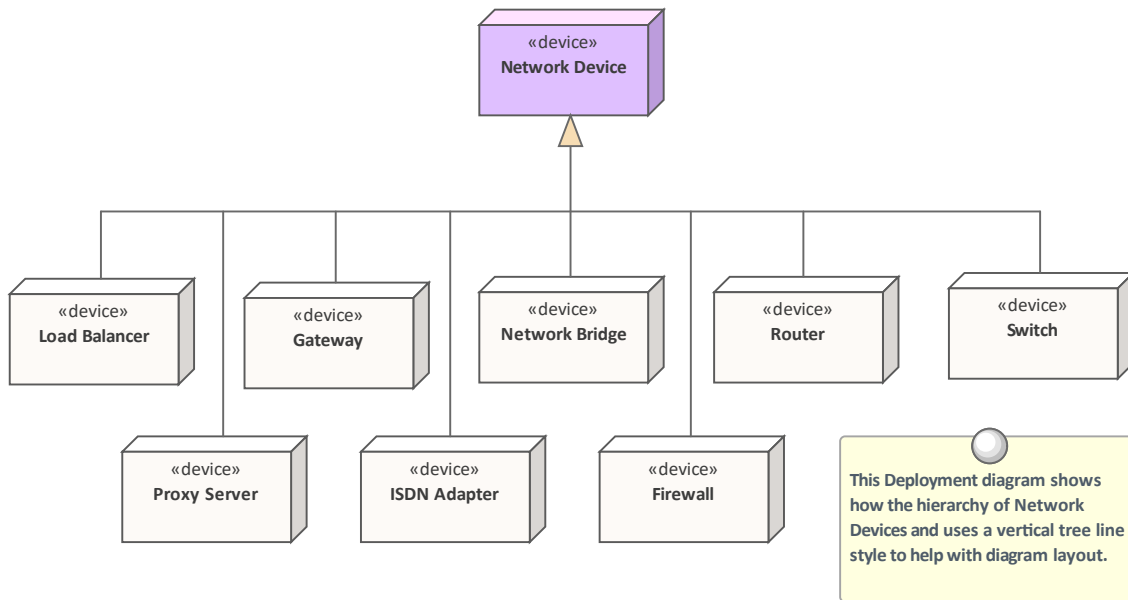 «device»
Network Device
«device»
Load Balancer
«device»
Gateway
«device»
Network Bridge
«device»
Router
«device»
Switch
«device»
Proxy Server
«device»
ISDN Adapter
«device»
Firewall
This Deployment diagram shows
how the hierarchy of Network
Devices and uses a vertical tree line
style to help with diagram layout.